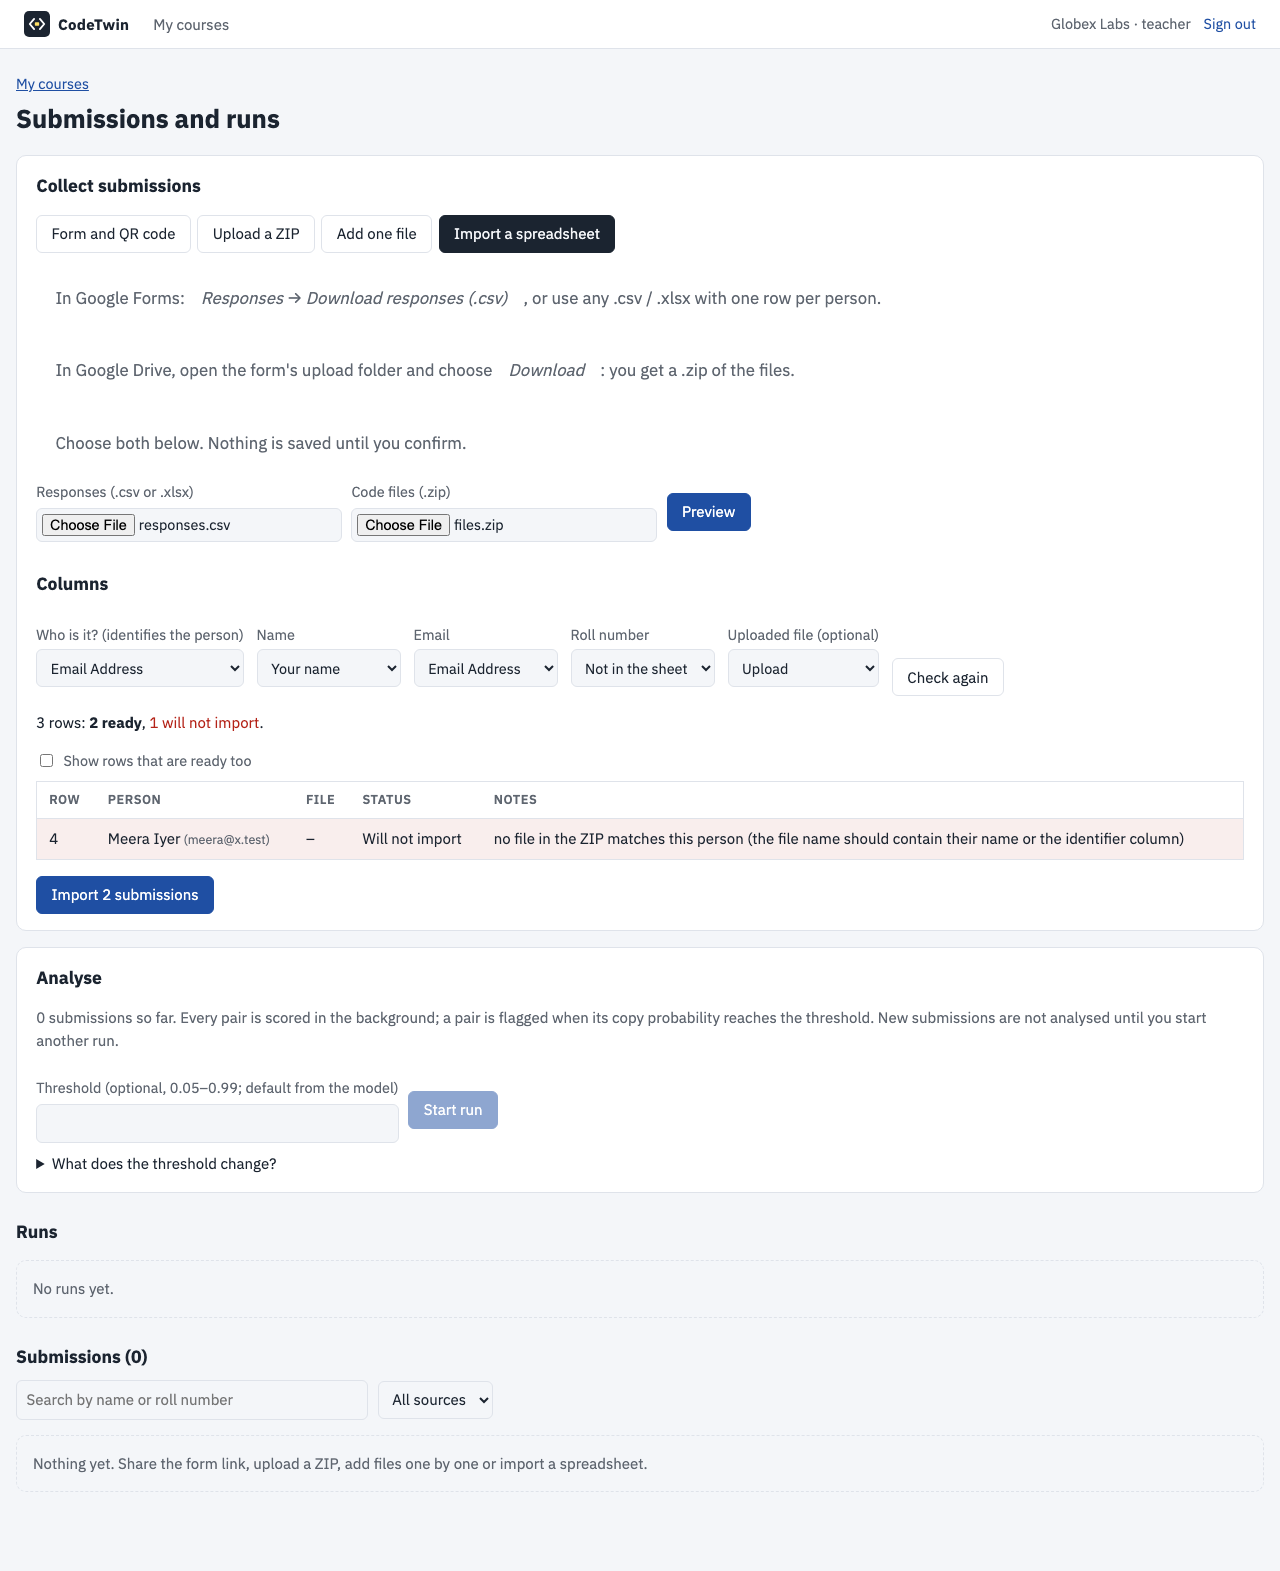 CodeTwin My courses Globex Labs · teacher Sign out
My courses
Submissions and runs
Collect submissions
Form and QR code Upload a ZIP Add one file Import a spreadsheet
In Google Forms: Responses → Download responses (.csv) , or use any .csv / .xlsx with one row per person.
In Google Drive, open the form's upload folder and choose Download : you get a .zip of the files.
Choose both below. Nothing is saved until you confirm.
Responses (.csv or .xlsx) Code files (.zip)
Choose File responses.csv Choose File files.zip Preview
Columns
Who is it? (identifies the person) Name Email Roll number Uploaded file (optional)
Email Address Your name Email Address Not in the sheet Upload Check again
3 rows: 2 ready, 1 will not import.
Show rows that are ready too
ROW PERSON FILE STATUS NOTES
4 Meera Iyer (meera@x.test) – Will not import no file in the ZIP matches this person (the file name should contain their name or the identifier column)
Import 2 submissions
Analyse
0 submissions so far. Every pair is scored in the background; a pair is flagged when its copy probability reaches the threshold. New submissions are not analysed until you start
another run.
Threshold (optional, 0.05–0.99; default from the model)
Start run
What does the threshold change?
Runs
No runs yet.
Submissions (0)
Search by name or roll number All sources
Nothing yet. Share the form link, upload a ZIP, add files one by one or import a spreadsheet.